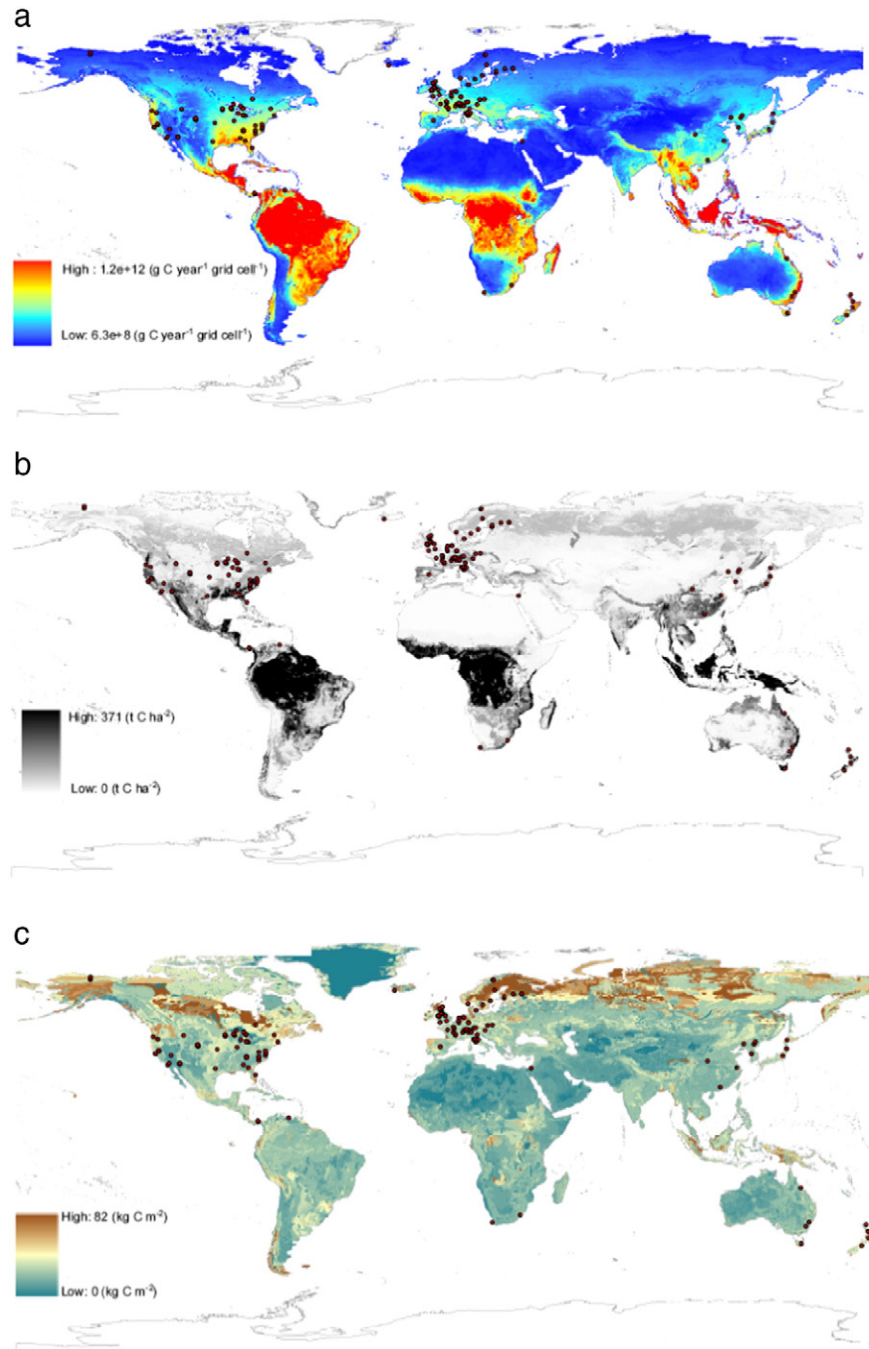 a
High : 1.2e+12 (g C year⁻¹ grid cell⁻¹)
Low: 6.3e+8 (g C year⁻¹ grid cell⁻¹)
b
High: 371 (t C ha⁻²)
Low: 0 (t C ha⁻²)
c
High: 82 (kg C m⁻²)
Low: 0 (kg C m⁻²)